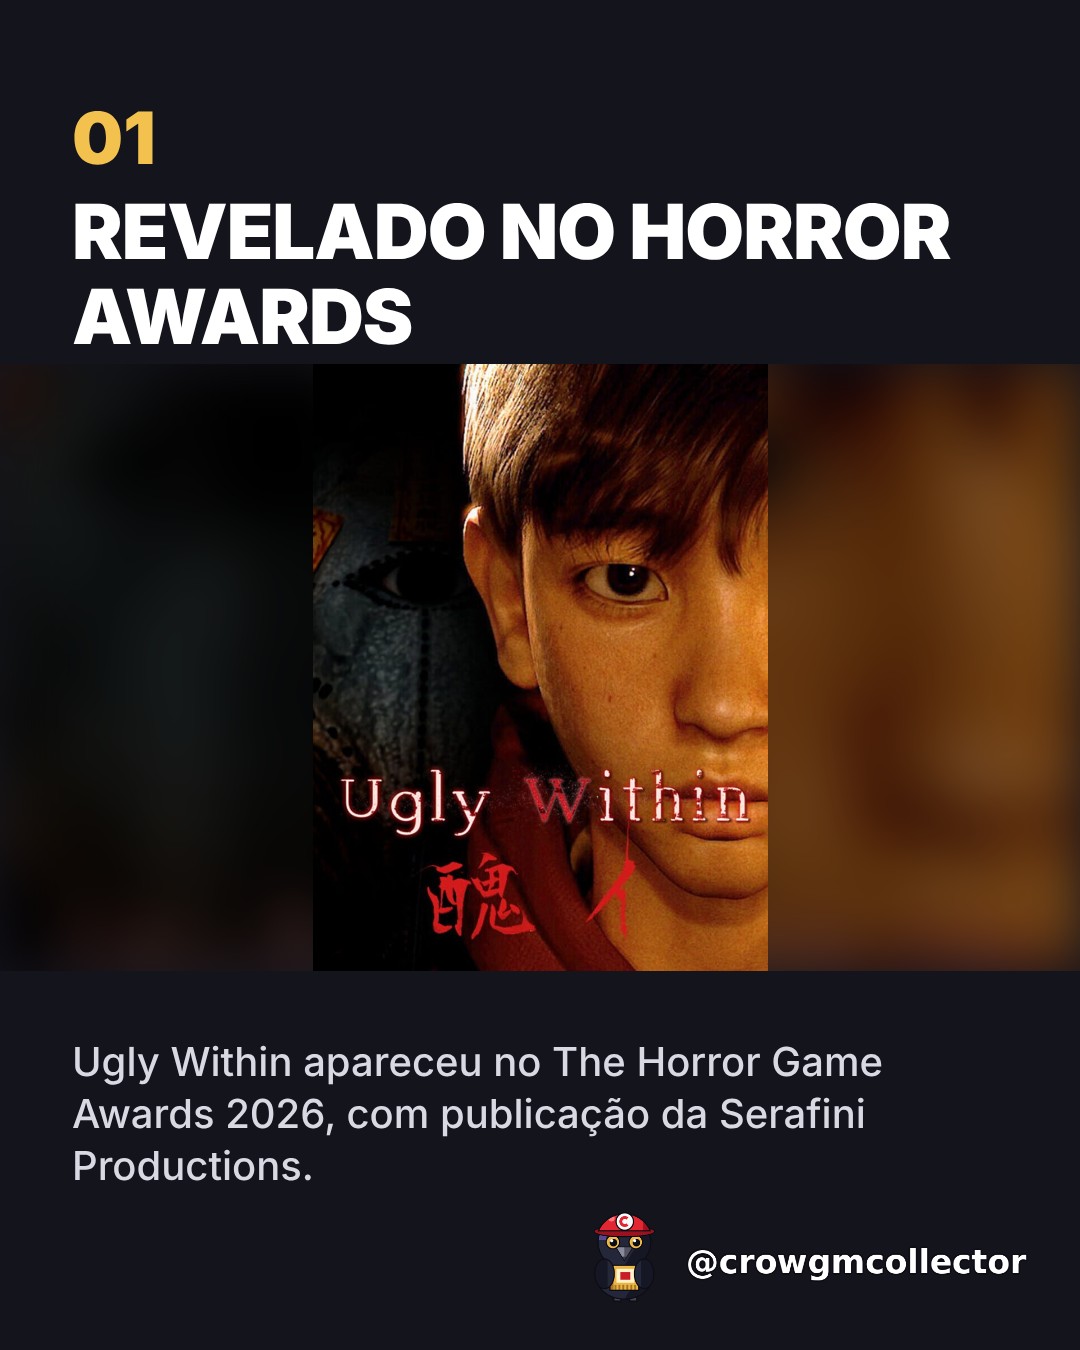 01
REVELADO NO HORROR
AWARDS
Ugly Within
醜 イ
Ugly Within apareceu no The Horror Game
Awards 2026, com publicação da Serafini
Productions.
C
@crowgmcollector